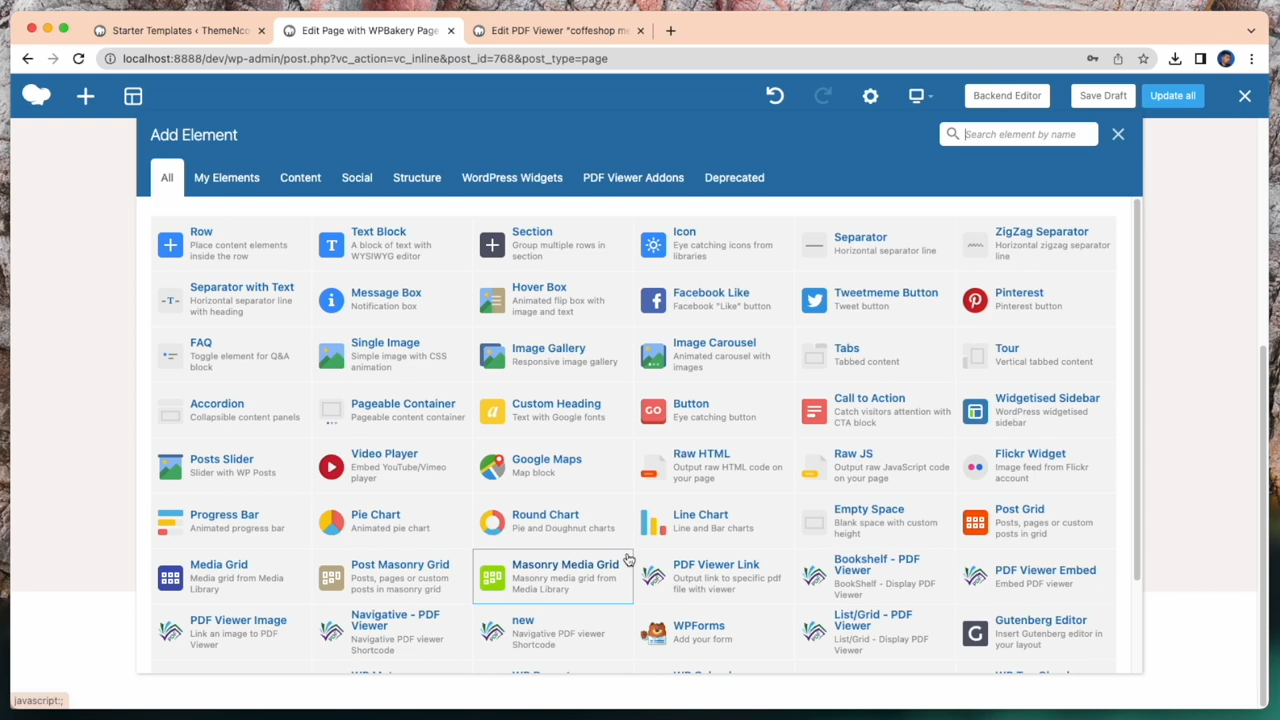 Starter Templates ‹ ThemeNco
Edit Page with WPBakery Page
Edit PDF Viewer "coffeshop me
localhost:8888/dev/wp-admin/post.php?vc_action=vc_inline&post_id=768&post_type=page
Backend Editor
Save Draft
Update all
Add Element
Search element by name
All
My Elements
Content
Social
Structure
WordPress Widgets
PDF Viewer Addons
Deprecated
Row
Place content elements
inside the row
Text Block
A block of text with
WYSIWYG editor
Section
Group multiple rows in
section
Icon
Eye catching icons from
libraries
Separator
Horizontal separator line
ZigZag Separator
Horizontal zigzag separator
line
Separator with Text
Horizontal separator line
with heading
Message Box
Notification box
Hover Box
Animated flip box with
image and text
Facebook Like
Facebook "Like" button
Tweetmeme Button
Tweet button
Pinterest
Pinterest button
FAQ
Toggle element for Q&A
block
Single Image
Simple image with CSS
animation
Image Gallery
Responsive image gallery
Image Carousel
Animated carousel with
images
Tabs
Tabbed content
Tour
Vertical tabbed content
Accordion
Collapsible content panels
Pageable Container
Pageable content container
Custom Heading
Text with Google fonts
GO
Button
Eye catching button
Call to Action
Catch visitors attention with
CTA block
Widgetised Sidebar
WordPress widgetised
sidebar
Posts Slider
Slider with WP Posts
Video Player
Embed YouTube/Vimeo
player
Google Maps
Map block
Raw HTML
Output raw HTML code on
your page
Raw JS
Output raw JavaScript code
on your page
Flickr Widget
Image feed from Flickr
account
Progress Bar
Animated progress bar
Pie Chart
Animated pie chart
Round Chart
Pie and Doughnut charts
Line Chart
Line and Bar charts
Empty Space
Blank space with custom
height
Post Grid
Posts, pages or custom
posts in grid
Media Grid
Media grid from Media
Library
Post Masonry Grid
Posts, pages or custom
posts in masonry grid
Masonry Media Grid
Masonry media grid from
Media Library
PDF Viewer Link
Output link to specific pdf
file with viewer
Bookshelf - PDF
Viewer
BookShelf - Display PDF
Viewer
PDF Viewer Embed
Embed PDF viewer
PDF Viewer Image
Link an image to PDF
Viewer
Navigative - PDF
Viewer
Navigative PDF viewer
Shortcode
new
Navigative PDF viewer
Shortcode
WPForms
Add your form
List/Grid - PDF
Viewer
List/Grid - Display PDF
Viewer
Gutenberg Editor
Insert Gutenberg editor in
your layout
javascript:;